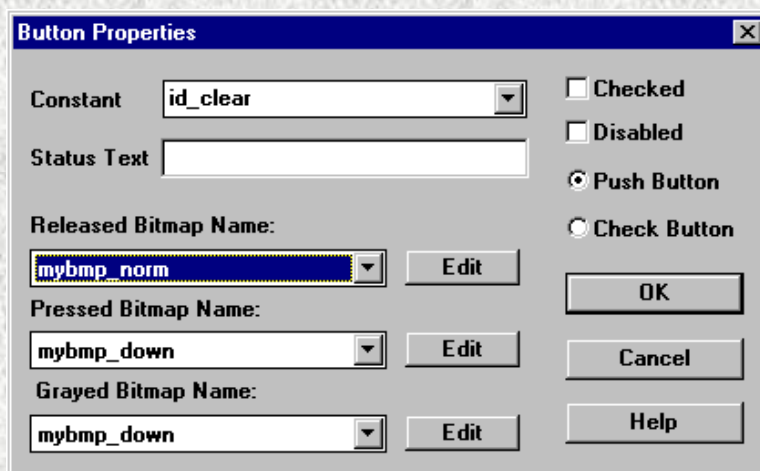 Button Properties
Constant id_clear
Checked
Disabled
Status Text
Push Button
Released Bitmap Name:
Check Button
mybmp_norm Edit
OK
Pressed Bitmap Name:
mybmp_down Edit
Cancel
Grayed Bitmap Name:
mybmp_down Edit
Help